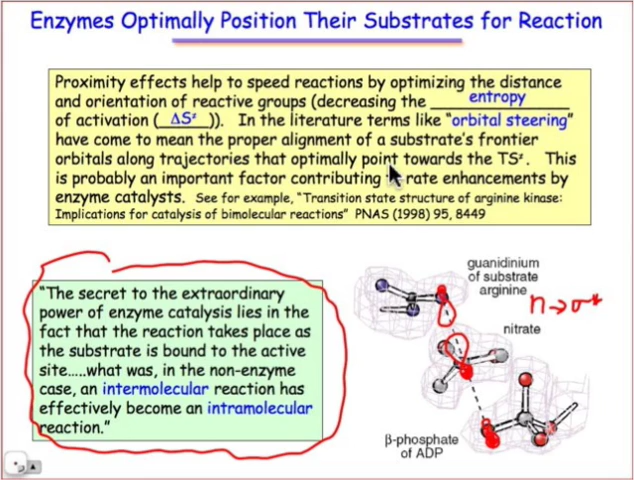 Enzymes Optimally Position Their Substrates for Reaction
Proximity effects help to speed reactions by optimizing the distance
and orientation of reactive groups (decreasing the entropy
of activation (ΔS‡)). In the literature terms like "orbital steering"
have come to mean the proper alignment of a substrate's frontier
orbitals along trajectories that optimally point towards the TS‡. This
is probably an important factor contributing rate enhancements by
enzyme catalysts. See for example, "Transition state structure of arginine kinase:
Implications for catalysis of bimolecular reactions" PNAS (1998) 95, 8449
"The secret to the extraordinary
power of enzyme catalysis lies in the
fact that the reaction takes place as
the substrate is bound to the active
site.....what was, in the non-enzyme
case, an intermolecular reaction has
effectively become an intramolecular
reaction."
guanidinium
of substrate
arginine
n→σ*
nitrate
β-phosphate
of ADP